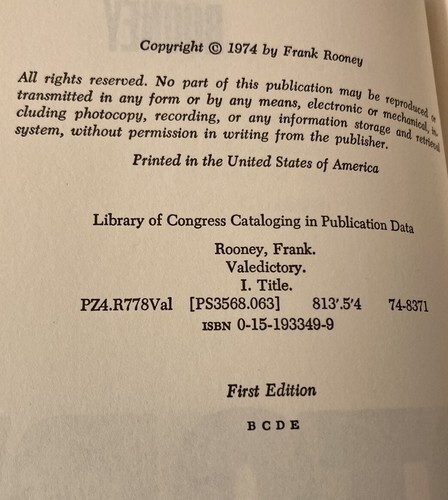 Copyright © 1974 by Frank Rooney
All rights reserved. No part of this publication may be reproduced or
transmitted in any form or by any means, electronic or mechanical, in-
cluding photocopy, recording, or any information storage and retrieval
system, without permission in writing from the publisher.
Printed in the United States of America
Library of Congress Cataloging in Publication Data
Rooney, Frank.
Valedictory.
I. Title.
PZ4.R778Val [PS3568.063] 813'.5'4 74-8371
ISBN 0-15-193349-9
First Edition
B C D E